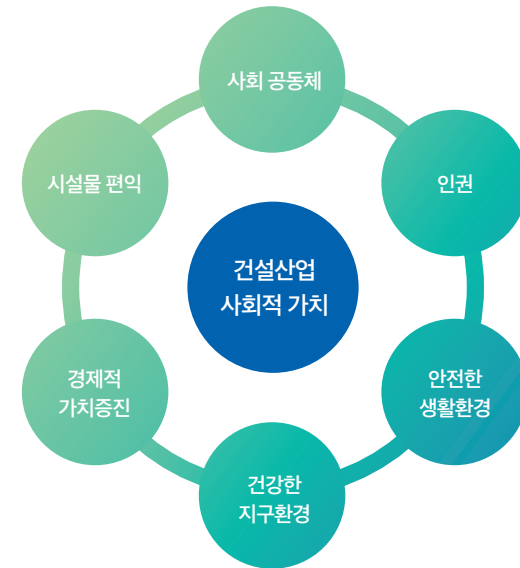 사회 공동체
시설물 편익
인권
건설산업
사회적 가치
경제적
가치증진
안전한
생활환경
건강한
지구환경